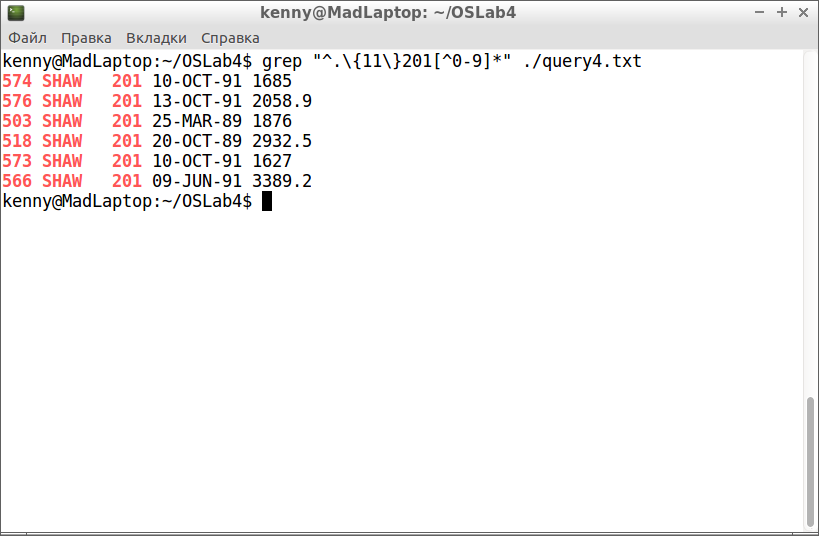 kenny@MadLaptop: ~/OSLab4
Файл Правка Вкладки Справка
kenny@MadLaptop:~/OSLab4$ grep "^.\{11\}201[^0-9]*" ./query4.txt
574 SHAW   201 10-OCT-91 1685
576 SHAW   201 13-OCT-91 2058.9
503 SHAW   201 25-MAR-89 1876
518 SHAW   201 20-OCT-89 2932.5
573 SHAW   201 10-OCT-91 1627
566 SHAW   201 09-JUN-91 3389.2
kenny@MadLaptop:~/OSLab4$